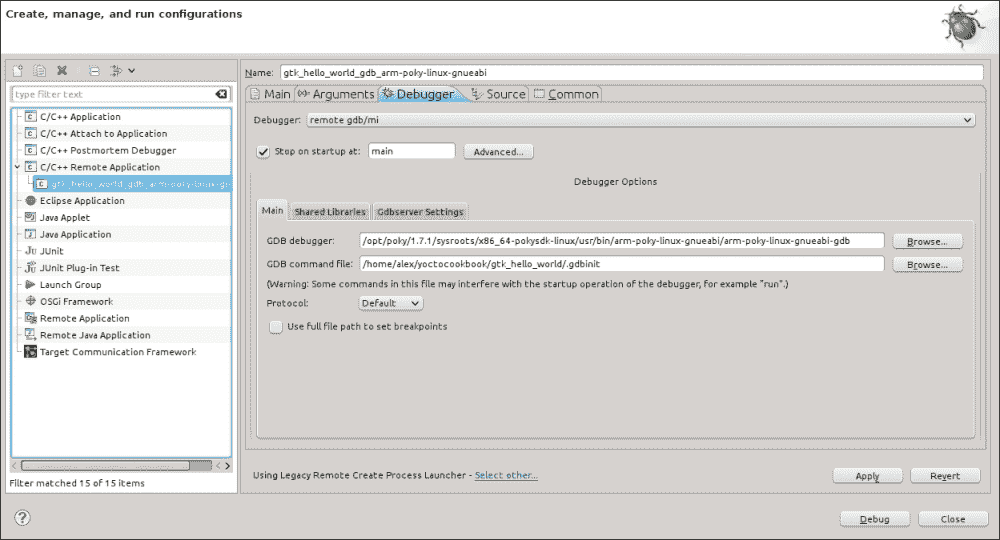 Create, manage, and run configurations
type filter text
C/C++ Application
C/C++ Attach to Application
C/C++ Postmortem Debugger
C/C++ Remote Application
gtk_hello_world_gdb_arm-poky-linux-gn
Eclipse Application
Java Applet
Java Application
JUnit
JUnit Plug-in Test
Launch Group
OSGi Framework
Remote Application
Remote Java Application
Target Communication Framework
Filter matched 15 of 15 items
Name: gtk_hello_world_gdb_arm-poky-linux-gnueabi
Main Arguments Debugger Source Common
Debugger: remote gdb/mi
Stop on startup at: main Advanced...
Debugger Options
Main Shared Libraries Gdbserver Settings
GDB debugger: /opt/poky/1.7.1/sysroots/x86_64-pokysdk-linux/usr/bin/arm-poky-linux-gnueabi/arm-poky-linux-gnueabi-gdb Browse...
GDB command file: /home/alex/yoctocookbook/gtk_hello_world/.gdbinit Browse...
(Warning: Some commands in this file may interfere with the startup operation of the debugger, for example "run".)
Protocol: Default
Use full file path to set breakpoints
Using Legacy Remote Create Process Launcher - Select other... Apply Revert
Debug Close